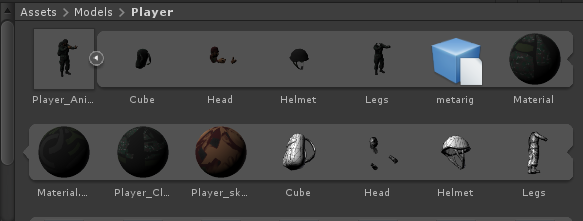 Assets > Models > Player
Player_Ani... Cube Head Helmet Legs metarig Material
Material.... Player_Cl... Player_sk... Cube Head Helmet Legs